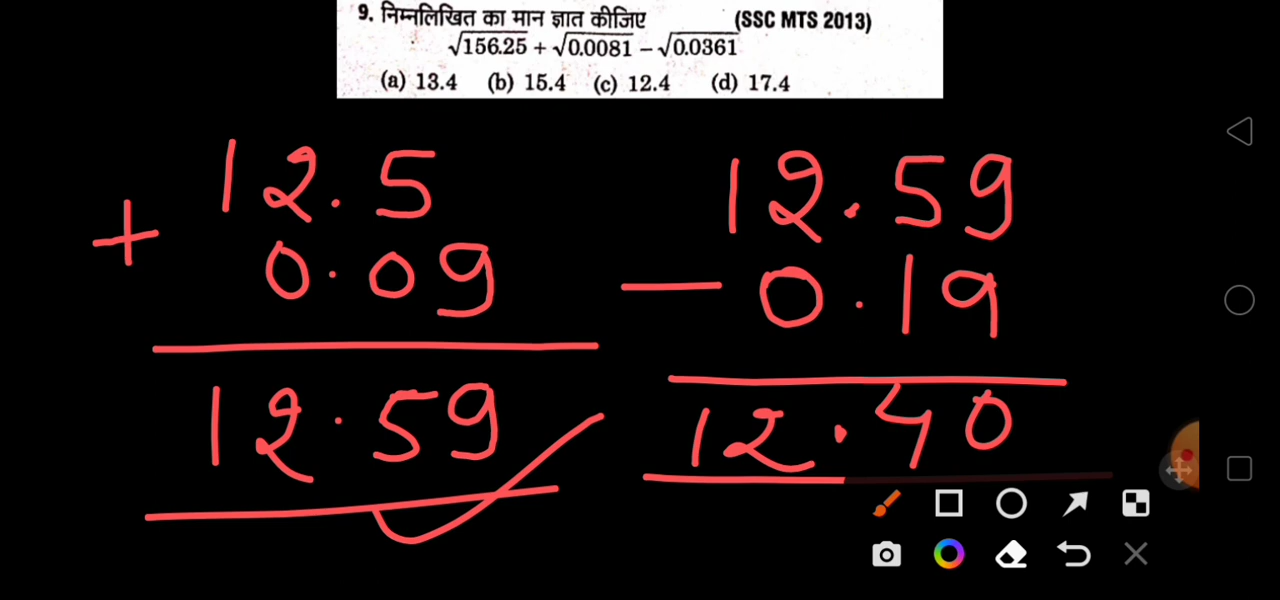 9. निम्नलिखित का मान ज्ञात कीजिए (SSC MTS 2013)
√156.25 + √0.0081 − √0.0361
(a) 13.4 (b) 15.4 (c) 12.4 (d) 17.4
12.5
+ 0.09
12.59
12.59
− 0.19
12.40